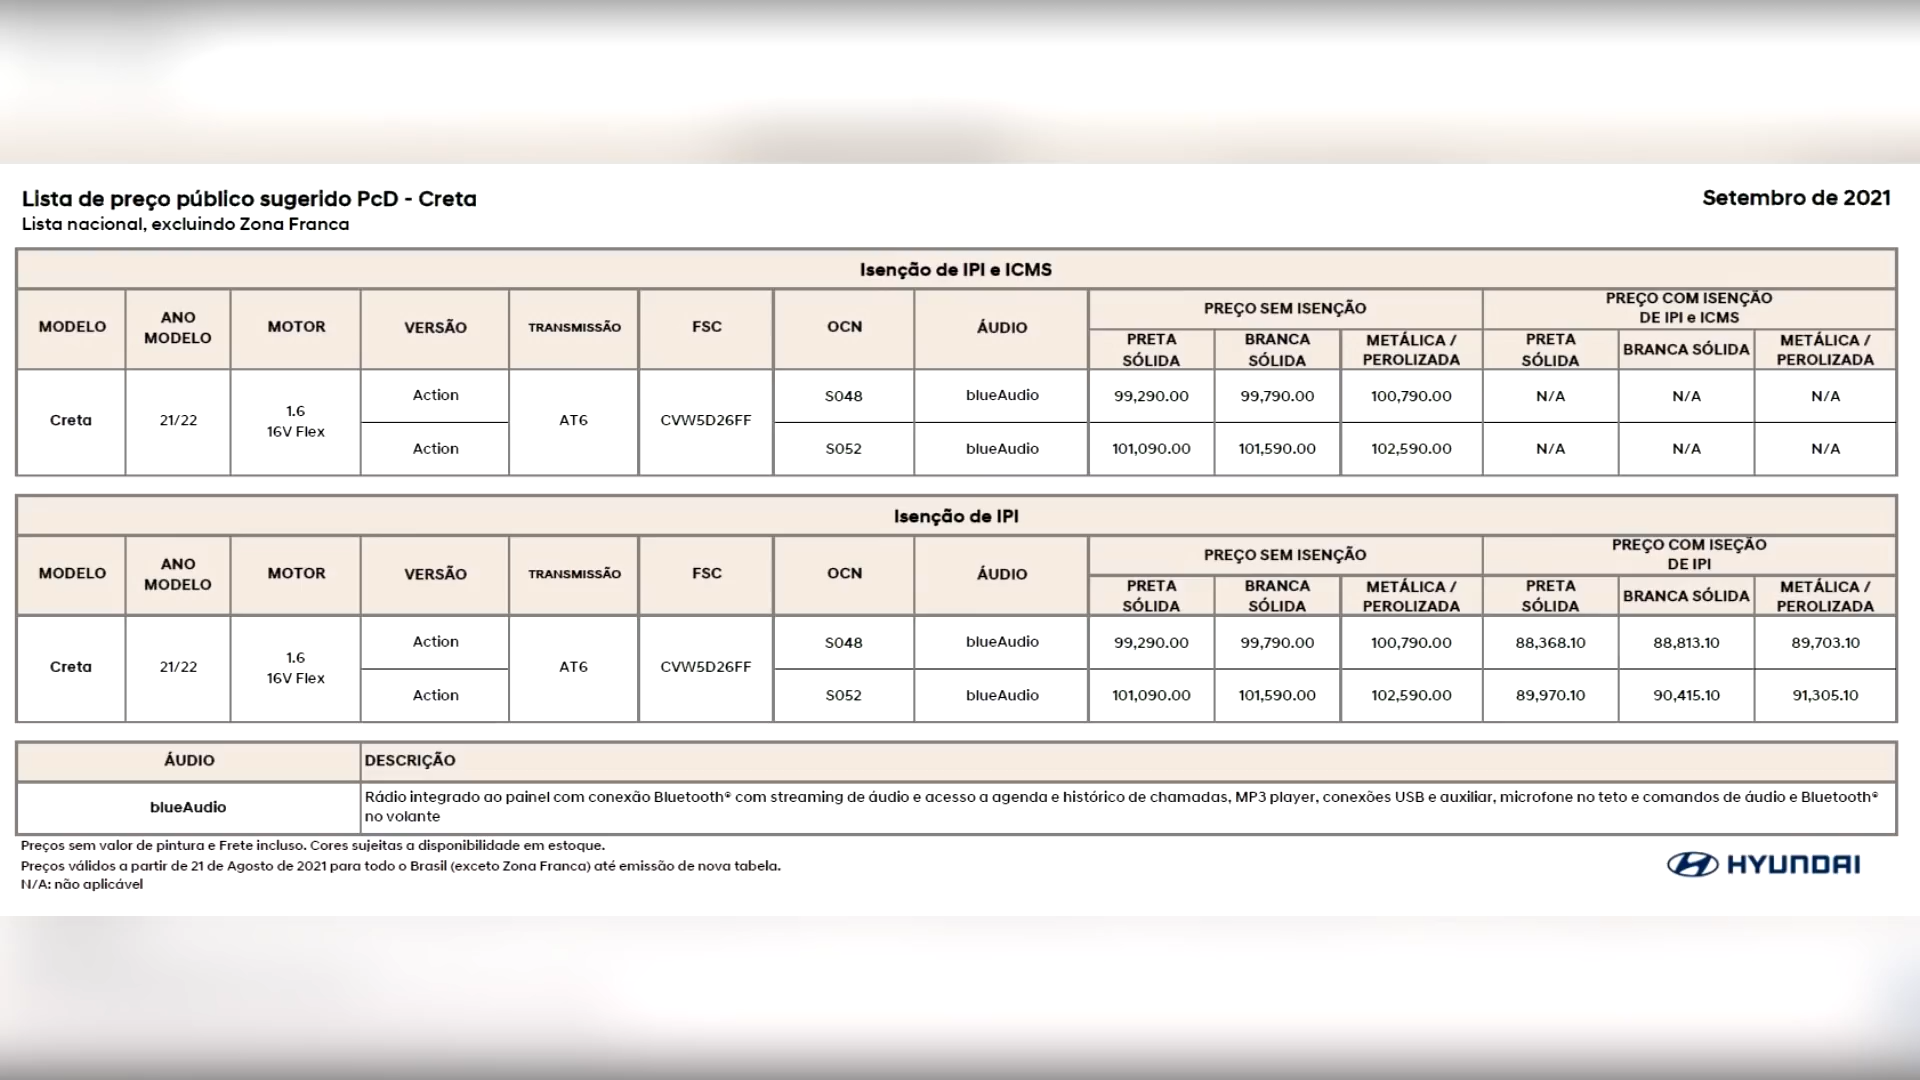 Lista de preço público sugerido PcD - Creta
Setembro de 2021
Lista nacional, excluindo Zona Franca
Isenção de IPI e ICMS
MODELO ANO MODELO MOTOR VERSÃO TRANSMISSÃO FSC OCN ÁUDIO PREÇO SEM ISENÇÃO PREÇO COM ISENÇÃO DE IPI e ICMS
PRETA SÓLIDA BRANCA SÓLIDA METÁLICA / PEROLIZADA PRETA SÓLIDA BRANCA SÓLIDA METÁLICA / PEROLIZADA
Creta 21/22 1.6 16V Flex Action AT6 CVW5D26FF S048 blueAudio 99,290.00 99,790.00 100,790.00 N/A N/A N/A
Action S052 blueAudio 101,090.00 101,590.00 102,590.00 N/A N/A N/A
Isenção de IPI
MODELO ANO MODELO MOTOR VERSÃO TRANSMISSÃO FSC OCN ÁUDIO PREÇO SEM ISENÇÃO PREÇO COM ISEÇÃO DE IPI
PRETA SÓLIDA BRANCA SÓLIDA METÁLICA / PEROLIZADA PRETA SÓLIDA BRANCA SÓLIDA METÁLICA / PEROLIZADA
Creta 21/22 1.6 16V Flex Action AT6 CVW5D26FF S048 blueAudio 99,290.00 99,790.00 100,790.00 88,368.10 88,813.10 89,703.10
Action S052 blueAudio 101,090.00 101,590.00 102,590.00 89,970.10 90,415.10 91,305.10
ÁUDIO DESCRIÇÃO
blueAudio Rádio integrado ao painel com conexão Bluetooth® com streaming de áudio e acesso a agenda e histórico de chamadas, MP3 player, conexões USB e auxiliar, microfone no teto e comandos de áudio e Bluetooth®
no volante
Preços sem valor de pintura e Frete incluso. Cores sujeitas a disponibilidade em estoque.
Preços válidos a partir de 21 de Agosto de 2021 para todo o Brasil (exceto Zona Franca) até emissão de nova tabela.
N/A: não aplicável
HYUNDAI